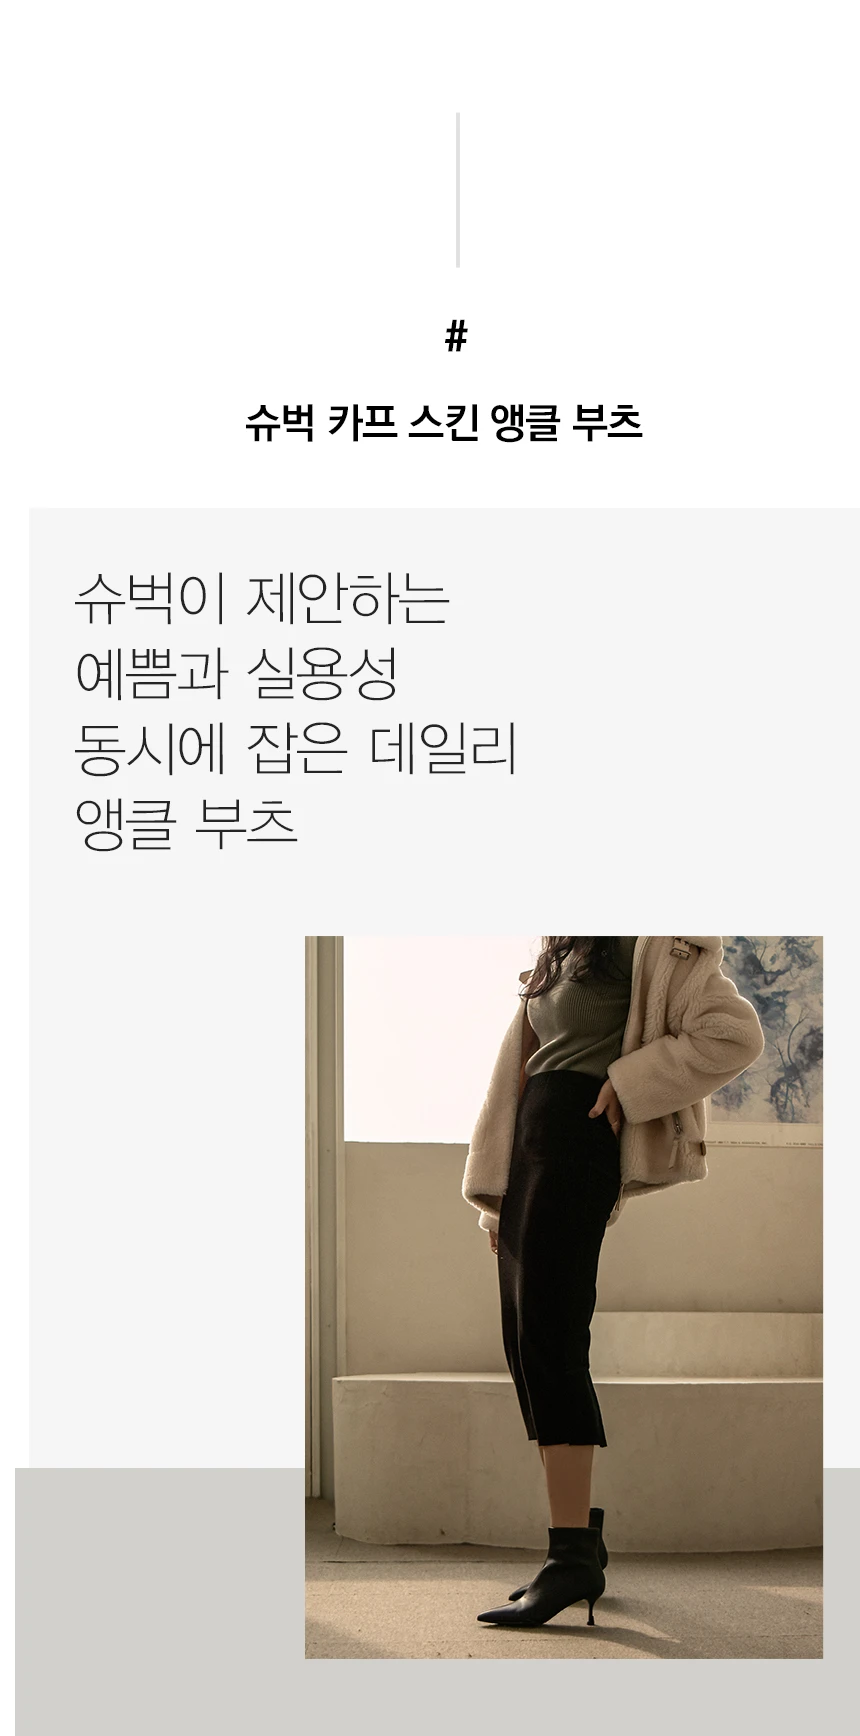 #
슈벅 카프 스킨 앵클 부츠
슈벅이 제안하는
예쁨과 실용성
동시에 잡은 데일리
앵클 부츠